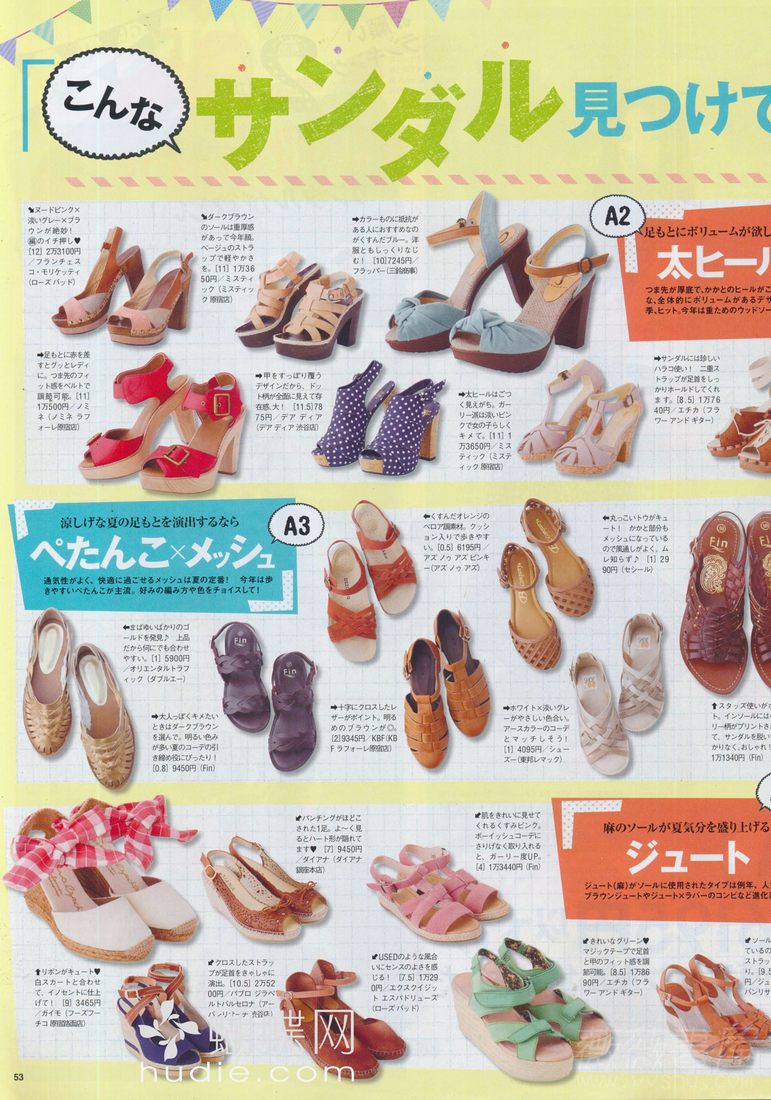 「こんな サンダル 見つけて
↘ヌードピンク×
淡いグレー×ブラ
ウンが絶妙!
編のイチ押し♥
[12] 2万3100円
／フランチェス
コ・モリケッティ
(ローズ バッド)
↘ダークブラウン
のソールは重厚感
があって今年顔。
ベージュのストラ
ップで軽やかさ
を。[11] 1万36
50円／ミスティ
ック(ミスティッ
ク 原宿店)
→カラーものに抵抗が
ある人におすすめなの
がくすんだブルー。洋
服ともしっくりなじ
む! [10]7245円／
フラッパー(三鈴商事)
A2
足もとにボリュームが欲し
太ヒール
つま先が厚底で、かかとのヒールがこ
な、全体的にボリュームがあるデザ
季、ヒット。今年は重ためのウッドソー
→足もとに赤を差
すとグッとレディ
に。つま先のフィ
ット感をベルトで
調節可能。[11]
1万500円／ノミ
ネ(ノミネ ラフ
ォーレ原宿店)
→甲をすっぽり覆う
デザインだから、ドッ
ト柄が全面に見えて存
在感、大! [11.5]78
75円／デア ディア
(デア ディア 渋谷店)
→太ヒールはごつ
く見えがち。ガー
リー派は淡いピン
クで女の子らしく
キメて。[11] 1
万3650円／ミス
ティック(ミステ
ィック 原宿店)
→サンダルには珍しい
ハラコ使い! 二重ス
トラップが足首をしっ
かりホールドしてくれ
ます。[8.5] 1万76
40円／エチカ(フラ
ワー アンド ギター)
A3
涼しげな夏の足もとを演出するなら
ぺたんこ×メッシュ
通気性がよく、快適に過ごせるメッシュは夏の定番! 今年は歩
きやすいぺたんが主流。好みの編み方や色をチョイスして!
←くすんだオレンジの
ベロア調素材。クッシ
ョン入りで歩きやす
い。[0.5] 6195円／
アズ ノゥ アズ ピンキ
ー(アズ ノゥ アズ)
←丸っこいトウがキュ
ート! かかと部分も
メッシュになっている
ので風通しがよく、ム
レ知らず♪ [1] 2９
90円(セシール)
←まばゆいばかりのゴ
ールドを発見♪ 上品
だから何にでも合わせ
やすい。[1] 5900円
／オリエンタルトラフ
ィック(ダブルエー)
→大人っぽくキメたい
ときはダークブラウン
を選んで。明るい色み
が多い夏のコーデの引
き締め役にぴったり!
[0.8] 9450円(Fin)
→十字にクロスしたレ
ザーがポイント。明る
めのブラウンが◎。
[2]9345円／KBF(KB
F ラフォーレ原宿店)
→ホワイト×淡いグレ
ーがやさしい色合い。
アースカラーのコーデ
とマッチしそう!
[1] 4095円／シュー
ズー(東邦レマック)
↑スタッズ使いが
ト。インソールには
リー柄がプリントさ
て、サンダルを脱い
かりなく、おしゃれ!
万1340円(Fin)
Fin
Fin
↙パンチングがほどこ
された1足。よ〜く見
るとハート形が隠れて
ます♥ [7] 9450円
／ダイアナ(ダイアナ
銀座本店)
↙肌をきれいに見せて
くれるくすみピンク。
ボーイッシュコーデに
さりげなく取り入れる
と、ガーリー度UP。
[4] 1万3440円(Fin)
麻のソールが夏気分を盛り上げる
ジュート
ジュート(麻)がソールに使用されたタイプは例年、人
ブラウンジュートやジュート×ラバーのコンビなど進化
↑リボンがキュート♥
白スカートと合わせ
て、イノセントに仕上
げて! [9] 3465円
／ガイモ(フーズフー
チコ 原宿路面店)
↙クロスしたストラッ
プが足首をきゃしゃに
演出。[10.5] 2万52
00円／パブロ ジラベ
↙USEDのような風合
いにセンスのよさを感
じる! [7.5] 1万29
00円／エクスクイジッ
ト エスパドリューズ
(ローズ バッド)
↙きれいなグリーン♥
マジックテープで足首
と甲のフィット感を調
節可能。[8.5] 1万86
90円／エチカ(フラワ
ー アンド ギター)
↙ソール
53
蝶网
hudie.com